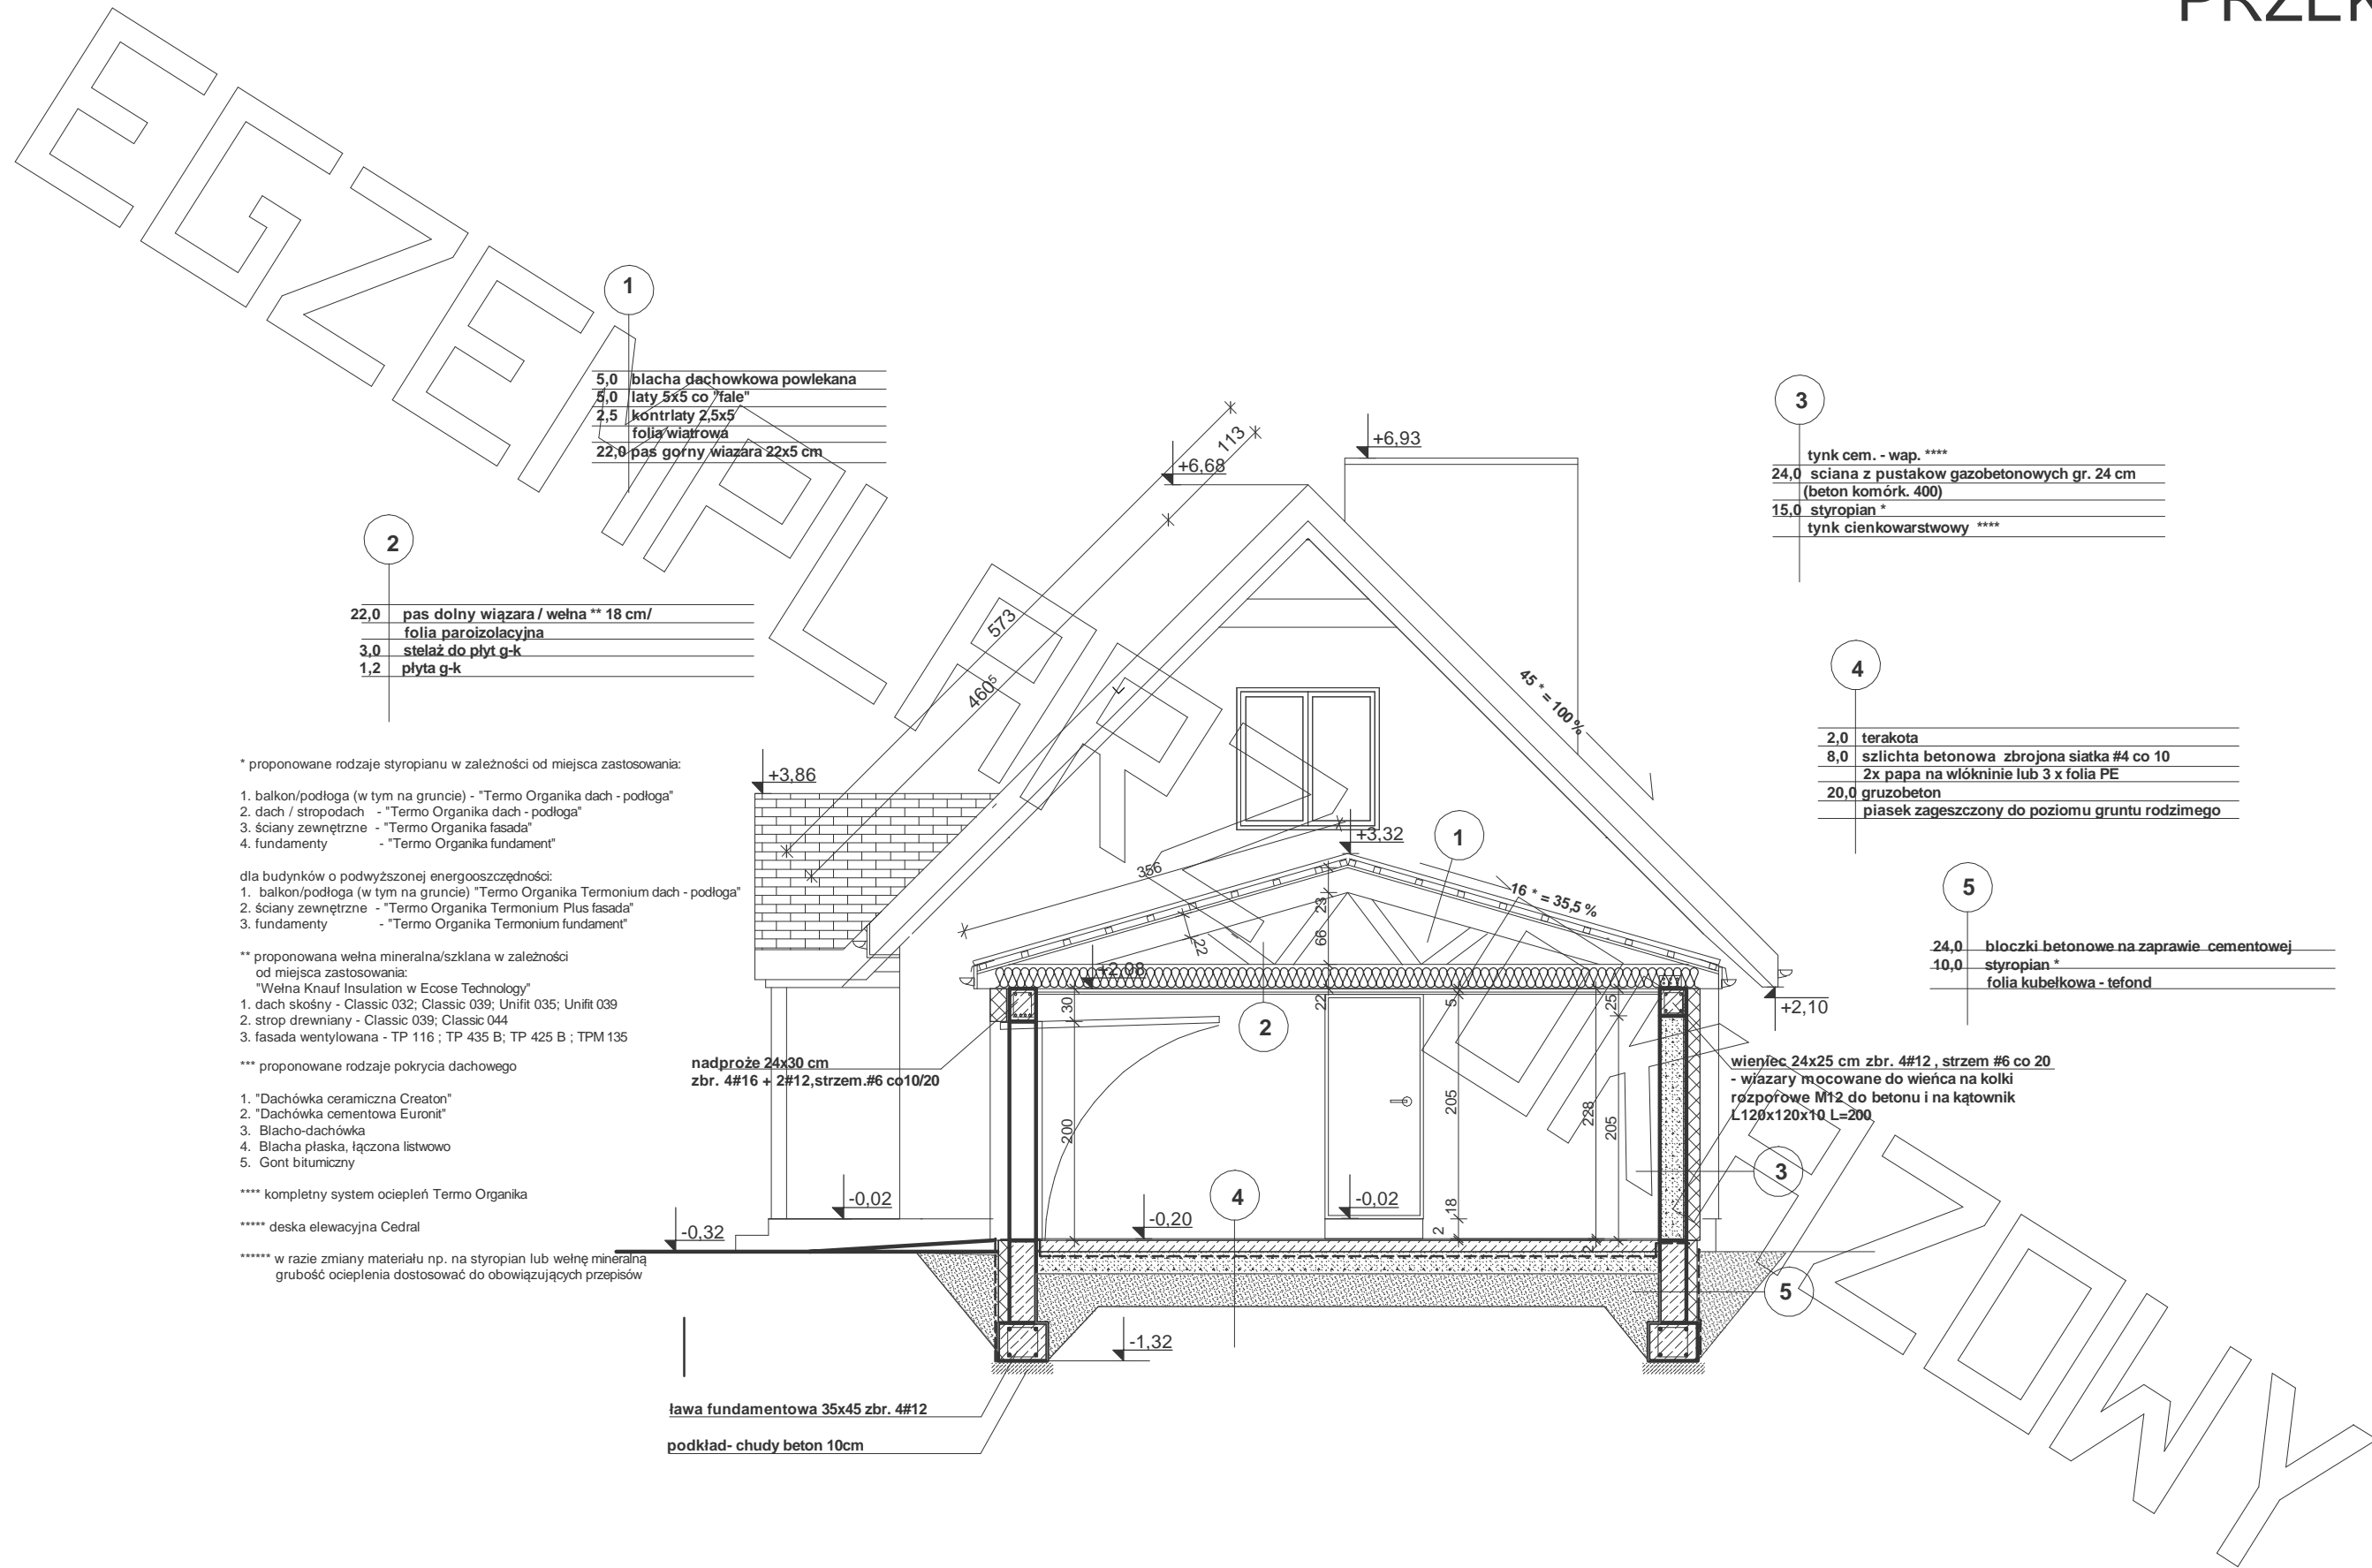 PRZEK
EGZEMPLARZ
POKAZOWY
1
5,0 blacha dachowkowa powlekana
5,0 laty 5x5 co "fale"
2,5 kontrlaty 2,5x5
folia wiatrowa
22,0 pas gorny wiazara 22x5 cm
2
22,0 pas dolny wiązara / wełna ** 18 cm/
folia paroizolacyjna
3,0 stelaż do płyt g-k
1,2 płyta g-k
3
tynk cem. - wap. ****
24,0 sciana z pustakow gazobetonowych gr. 24 cm
(beton komórk. 400)
15,0 styropian *
tynk cienkowarstwowy ****
4
2,0 terakota
8,0 szlichta betonowa zbrojona siatka #4 co 10
2x papa na wlókninie lub 3 x folia PE
20,0 gruzobeton
piasek zageszczony do poziomu gruntu rodzimego
5
24,0 bloczki betonowe na zaprawie cementowej
10,0 styropian *
folia kubełkowa - tefond
* proponowane rodzaje styropianu w zależności od miejsca zastosowania:
1. balkon/podłoga (w tym na gruncie) - "Termo Organika dach - podłoga"
2. dach / stropodach - "Termo Organika dach - podłoga"
3. ściany zewnętrzne - "Termo Organika fasada"
4. fundamenty - "Termo Organika fundament"
dla budynków o podwyższonej energooszczędności:
1. balkon/podłoga (w tym na gruncie) "Termo Organika Termonium dach - podłoga"
2. ściany zewnętrzne - "Termo Organika Termonium Plus fasada"
3. fundamenty - "Termo Organika Termonium fundament"
** proponowana wełna mineralna/szklana w zależności
od miejsca zastosowania:
"Wełna Knauf Insulation w Ecose Technology"
1. dach skośny - Classic 032; Classic 039; Unifit 035; Unifit 039
2. strop drewniany - Classic 039; Classic 044
3. fasada wentylowana - TP 116 ; TP 435 B; TP 425 B ; TPM 135
*** proponowane rodzaje pokrycia dachowego
1. "Dachówka ceramiczna Creaton"
2. "Dachówka cementowa Euronit"
3. Blacho-dachówka
4. Blacha płaska, łączona listwowo
5. Gont bitumiczny
**** kompletny system ociepleń Termo Organika
***** deska elewacyjna Cedral
****** w razie zmiany materiału np. na styropian lub wełnę mineralną
grubość ocieplenia dostosować do obowiązujących przepisów
113
+6,68
+6,93
573
460⁵
L
45 * = 100 %
+3,86
+3,32
1
356
16 * = 35,5 %
23
66
22
+2,08
30
22
5
25
+2,10
2
nadproże 24x30 cm
zbr. 4#16 + 2#12,strzem.#6 co10/20
wieniec 24x25 cm zbr. 4#12 , strzem #6 co 20
- wiazary mocowane do wieńca na kolki
rozporowe M12 do betonu i na kątownik
L120x120x10 L=200
200
205
228
205
3
-0,02
4
-0,02
18
-0,32
-0,20
2
2
5
-1,32
ława fundamentowa 35x45 zbr. 4#12
podkład- chudy beton 10cm